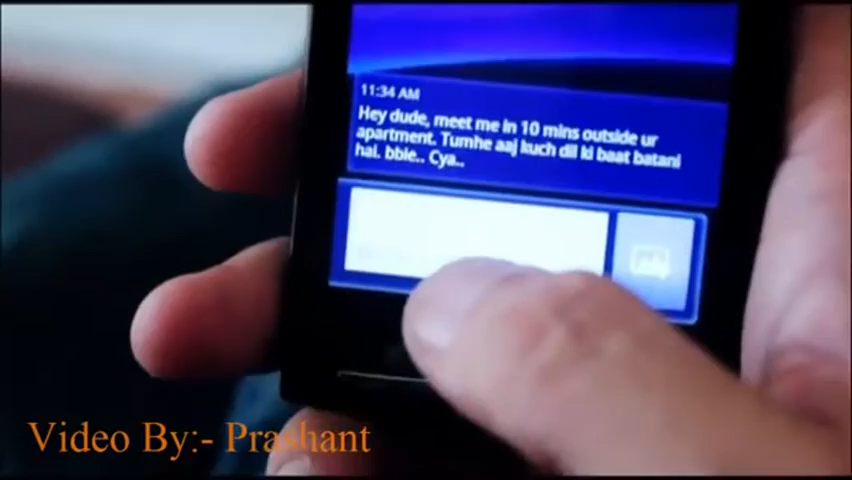 11:34 AM
Hey dude, meet me in 10 mins outside ur
apartment. Tumhe aaj kuch dil ki baat batani
hai. bbie.. Cya..
Video By:- Prashant